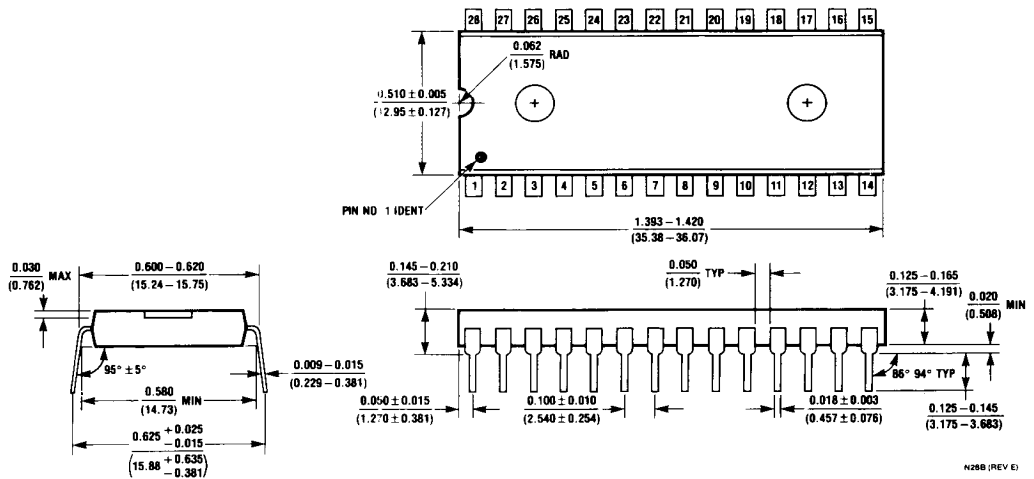 28 27 26 25 24 23 22 21 20 19 18 17 16 15
0.062
(1.575)
RAD
0.510 ± 0.005
(12.95 ± 0.127)
PIN NO 1 IDENT
1 2 3 4 5 6 7 8 9 10 11 12 13 14
1.393 – 1.420
(35.38 – 36.07)
0.030
(0.762)
MAX
0.600 – 0.620
(15.24 – 15.75)
95° ± 5°
0.580
(14.73)
MIN
0.009 – 0.015
(0.229 – 0.381)
0.625 + 0.025
– 0.015
(15.88 + 0.635
– 0.381)
0.145 – 0.210
(3.683 – 5.334)
0.050
(1.270)
TYP
0.125 – 0.165
(3.175 – 4.191)
0.020
(0.508)
MIN
86° 94° TYP
0.050 ± 0.015
(1.270 ± 0.381)
0.100 ± 0.010
(2.540 ± 0.254)
0.018 ± 0.003
(0.457 ± 0.076)
0.125 – 0.145
(3.175 – 3.683)
N28B (REV E)